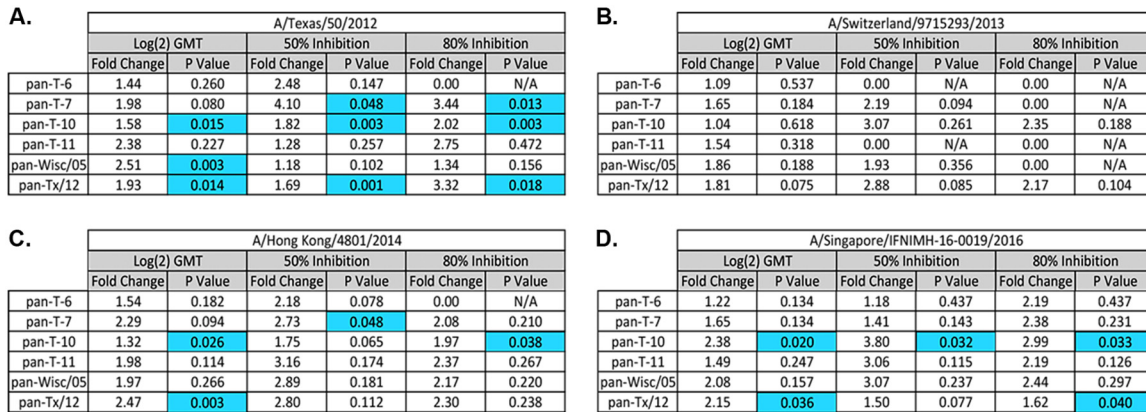 A.
A/Texas/50/2012
Log(2) GMT 50% Inhibition 80% Inhibition
Fold Change P Value Fold Change P Value Fold Change P Value
pan-T-6 1.44 0.260 2.48 0.147 0.00 N/A
pan-T-7 1.98 0.080 4.10 0.048 3.44 0.013
pan-T-10 1.58 0.015 1.82 0.003 2.02 0.003
pan-T-11 2.38 0.227 1.28 0.257 2.75 0.472
pan-Wisc/05 2.51 0.003 1.18 0.102 1.34 0.156
pan-Tx/12 1.93 0.014 1.69 0.001 3.32 0.018
B.
A/Switzerland/9715293/2013
Log(2) GMT 50% Inhibition 80% Inhibition
Fold Change P Value Fold Change P Value Fold Change P Value
pan-T-6 1.09 0.537 0.00 N/A 0.00 N/A
pan-T-7 1.65 0.184 2.19 0.094 0.00 N/A
pan-T-10 1.04 0.618 3.07 0.261 2.35 0.188
pan-T-11 1.54 0.318 0.00 N/A 0.00 N/A
pan-Wisc/05 1.86 0.188 1.93 0.356 0.00 N/A
pan-Tx/12 1.81 0.075 2.88 0.085 2.17 0.104
C.
A/Hong Kong/4801/2014
Log(2) GMT 50% Inhibition 80% Inhibition
Fold Change P Value Fold Change P Value Fold Change P Value
pan-T-6 1.54 0.182 2.18 0.078 0.00 N/A
pan-T-7 2.29 0.094 2.73 0.048 2.08 0.210
pan-T-10 1.32 0.026 1.75 0.065 1.97 0.038
pan-T-11 1.98 0.114 3.16 0.174 2.37 0.267
pan-Wisc/05 1.97 0.266 2.89 0.181 2.17 0.220
pan-Tx/12 2.47 0.003 2.80 0.112 2.30 0.238
D.
A/Singapore/IFNIMH-16-0019/2016
Log(2) GMT 50% Inhibition 80% Inhibition
Fold Change P Value Fold Change P Value Fold Change P Value
pan-T-6 1.22 0.134 1.18 0.437 2.19 0.437
pan-T-7 1.65 0.134 1.41 0.143 2.38 0.231
pan-T-10 2.38 0.020 3.80 0.032 2.99 0.033
pan-T-11 1.49 0.247 3.06 0.115 2.19 0.126
pan-Wisc/05 2.08 0.157 3.07 0.237 2.44 0.297
pan-Tx/12 2.15 0.036 1.50 0.077 1.62 0.040